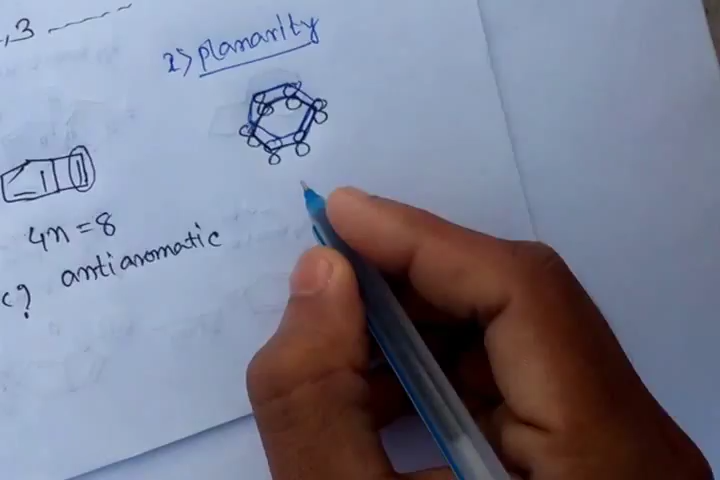 ,3
2) planarity
4n = 8
c? antiaromatic